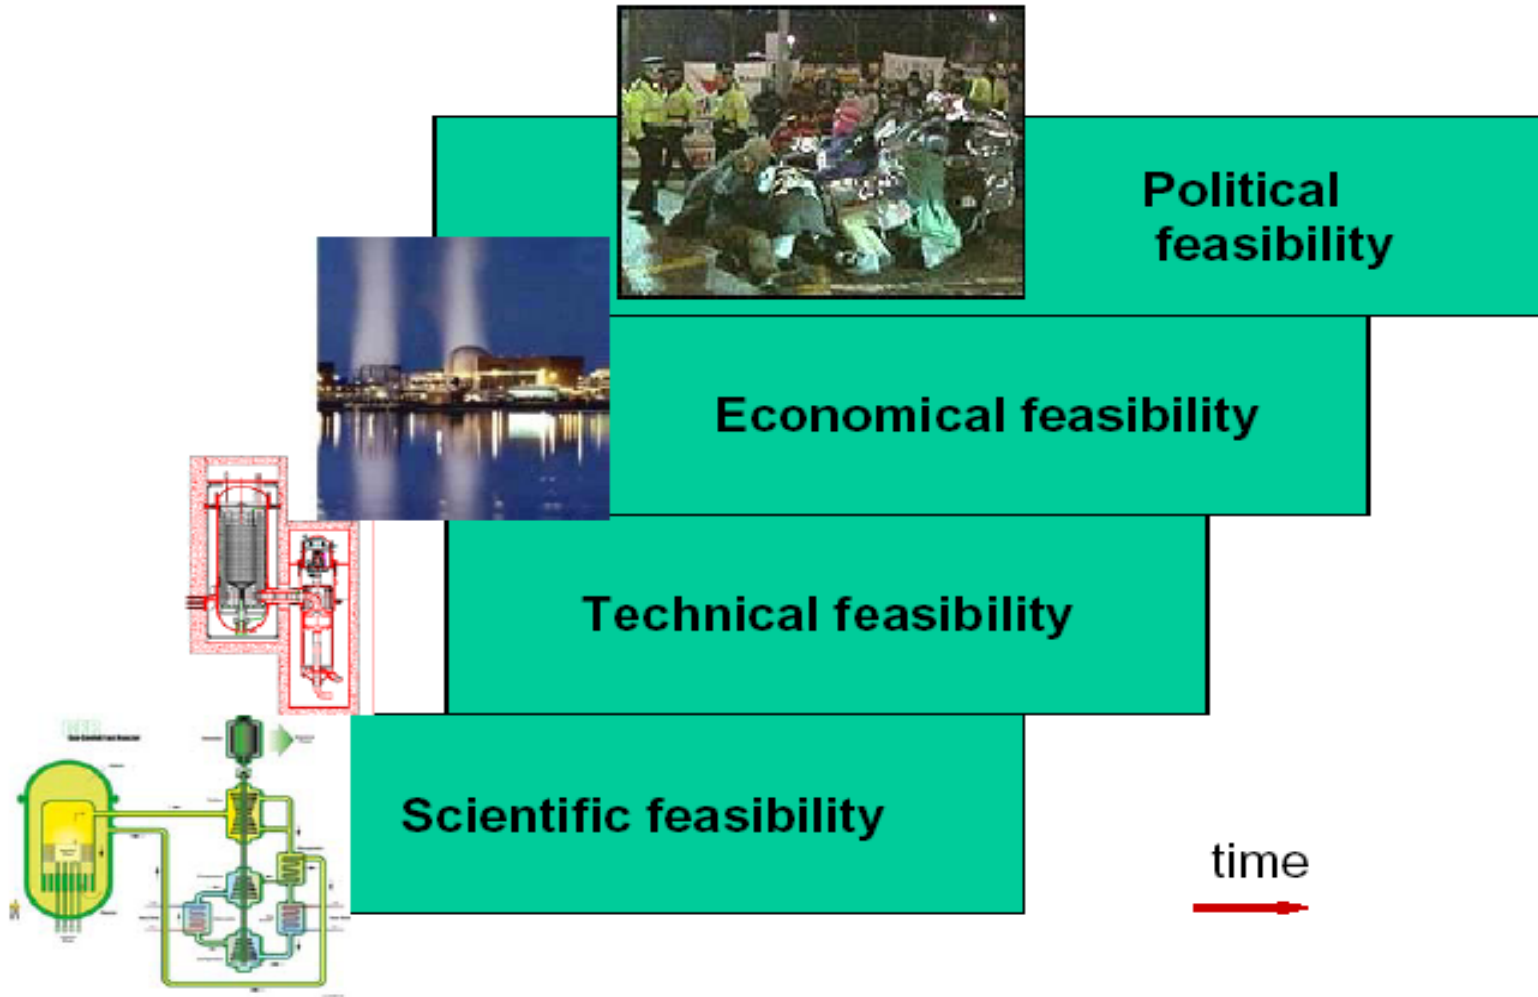 Political
feasibility
Economical feasibility
Technical feasibility
Scientific feasibility
time